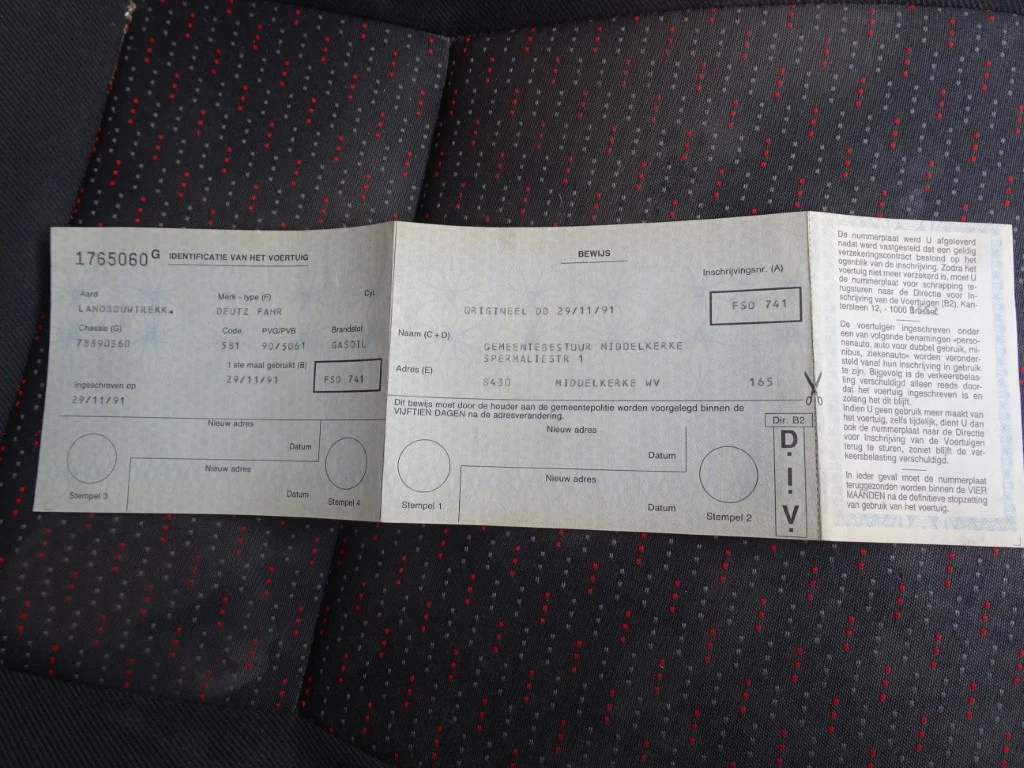 1765060 G IDENTIFICATIE VAN HET VOERTUIG
Aard
Merk - type (F)
Cyl.
LANDBOUWTREKK.
DEUTZ FAHR
Chassis (G)
Code
PVG/PVB
Brandstof
78390360
581
90/5061
GASOIL
1 ste maal gebruikt (B)
29/11/91
FSO 741
Ingeschreven op
29/11/91
Nieuw adres
Datum
Nieuw adres
Datum
Stempel 3
Stempel 4
BEWIJS
Inschrijvingsnr. (A)
FSO 741
ORIGINEEL DD 29/11/91
Naam (C + D)
GEMEENTEBESTUUR MIDDELKERKE
SPERMALIESTR 1
Adres (E)
8430 MIDDELKERKE WV 165
Dit bewijs moet door de houder aan de gemeentepolitie worden voorgelegd binnen de
VIJFTIEN DAGEN na de adresverandering.
Nieuw adres
Datum
Nieuw adres
Datum
Stempel 1
Stempel 2
Dir. B2
D.
I.
V.
De nummerplaat werd U afgeleverd
nadat werd vastgesteld dat een geldig
verzekeringscontract bestond op het
ogenblik van de inschrijving. Zodra het
voertuig niet meer verzekerd is, moet U
de nummerplaat voor schrapping te-
rugsturen naar de Directie voor In-
schrijving van de Voertuigen (B2), Kan-
tersteen 12, - 1000 Brussel.
De voertuigen ingeschreven onder
een van volgende benamingen «perso-
nenauto, auto voor dubbel gebruik, mi-
nibus, ziekenauto» worden veronder-
steld vanaf hun inschrijving in gebruik
te zijn. Bijgevolg is de verkeersbelas-
ting verschuldigd alleen reeds door-
dat het voertuig ingeschreven is en
zolang het dit blijft.
Indien U geen gebruik meer maakt van
het voertuig, zelfs tijdelijk, dient U dan
ook de nummerplaat naar de Directie
voor Inschrijving van de Voertuigen
terug te sturen, zoniet blijft de ver-
keersbelasting verschuldigd.
In ieder geval moet de nummerplaat
teruggezonden worden binnen de VIER
MAANDEN na de definitieve stopzetting
van gebruik van het voertuig.